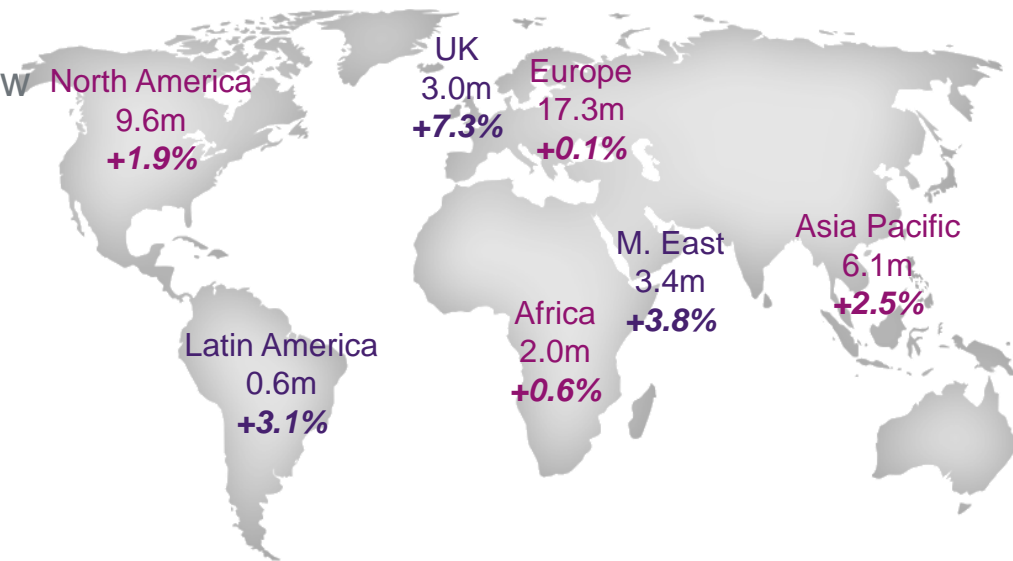 w
North America
9.6m
+1.9%
UK
3.0m
+7.3%
Europe
17.3m
+0.1%
M. East
3.4m
+3.8%
Asia Pacific
6.1m
+2.5%
Africa
2.0m
+0.6%
Latin America
0.6m
+3.1%